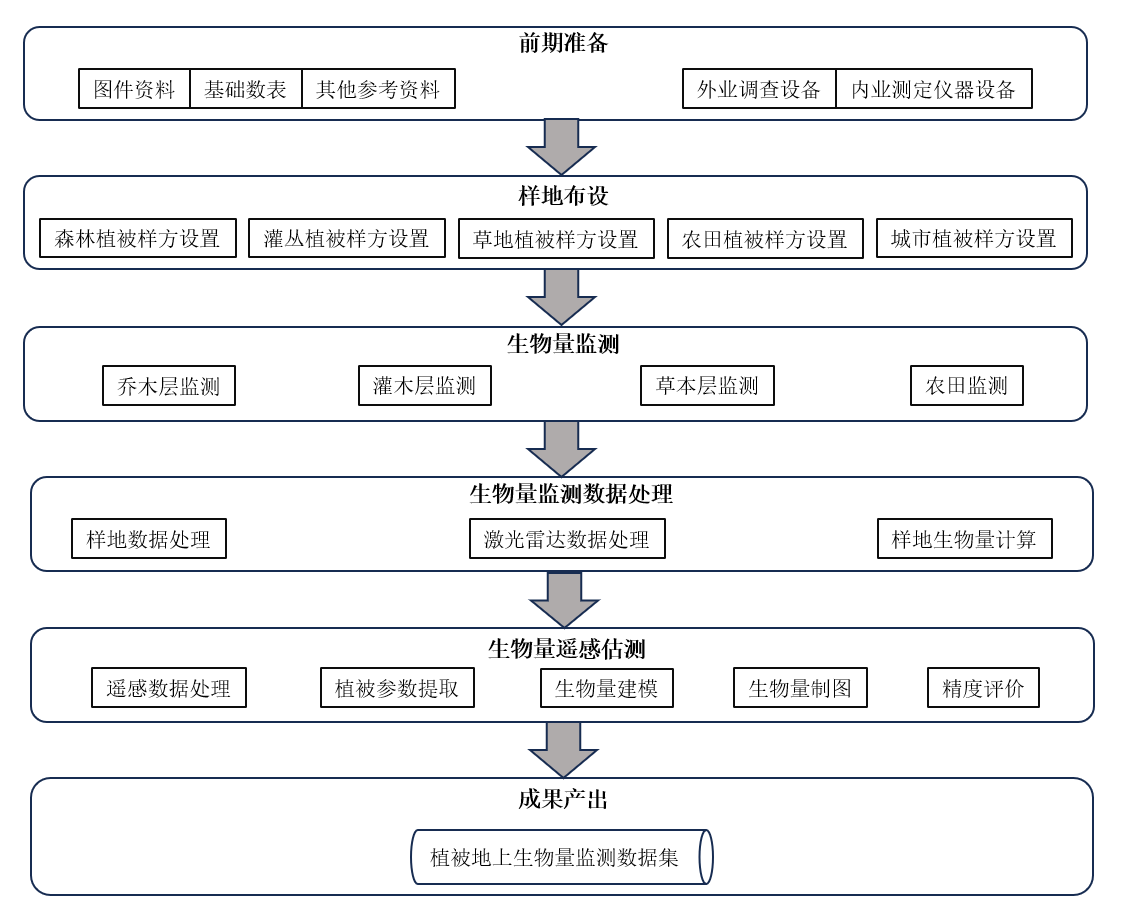 前期准备
图件资料 基础数表 其他参考资料 外业调查设备 内业测定仪器设备
样地布设
森林植被样方设置 灌丛植被样方设置 草地植被样方设置 农田植被样方设置 城市植被样方设置
生物量监测
乔木层监测 灌木层监测 草本层监测 农田监测
生物量监测数据处理
样地数据处理 激光雷达数据处理 样地生物量计算
生物量遥感估测
遥感数据处理 植被参数提取 生物量建模 生物量制图 精度评价
成果产出
植被地上生物量监测数据集